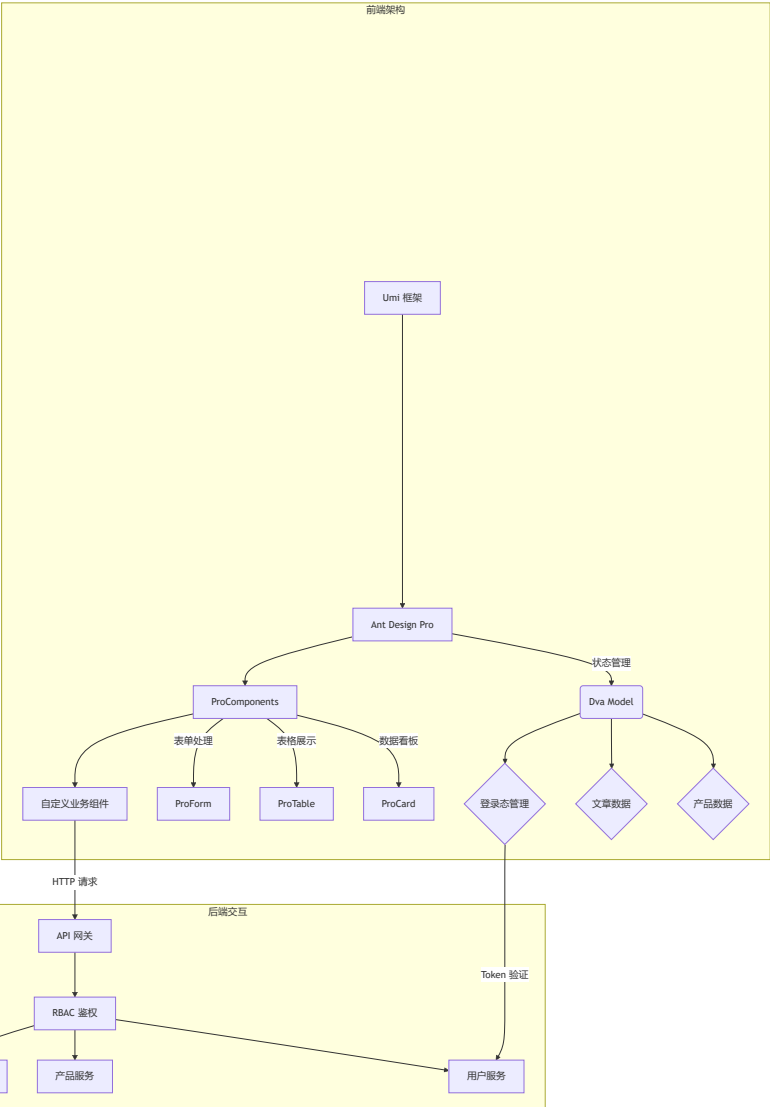 前端架构
Umi 框架
Ant Design Pro
状态管理
ProComponents
Dva Model
表单处理
表格展示
数据看板
自定义业务组件
ProForm
ProTable
ProCard
登录态管理
文章数据
产品数据
HTTP 请求
后端交互
API 网关
Token 验证
RBAC 鉴权
产品服务
用户服务